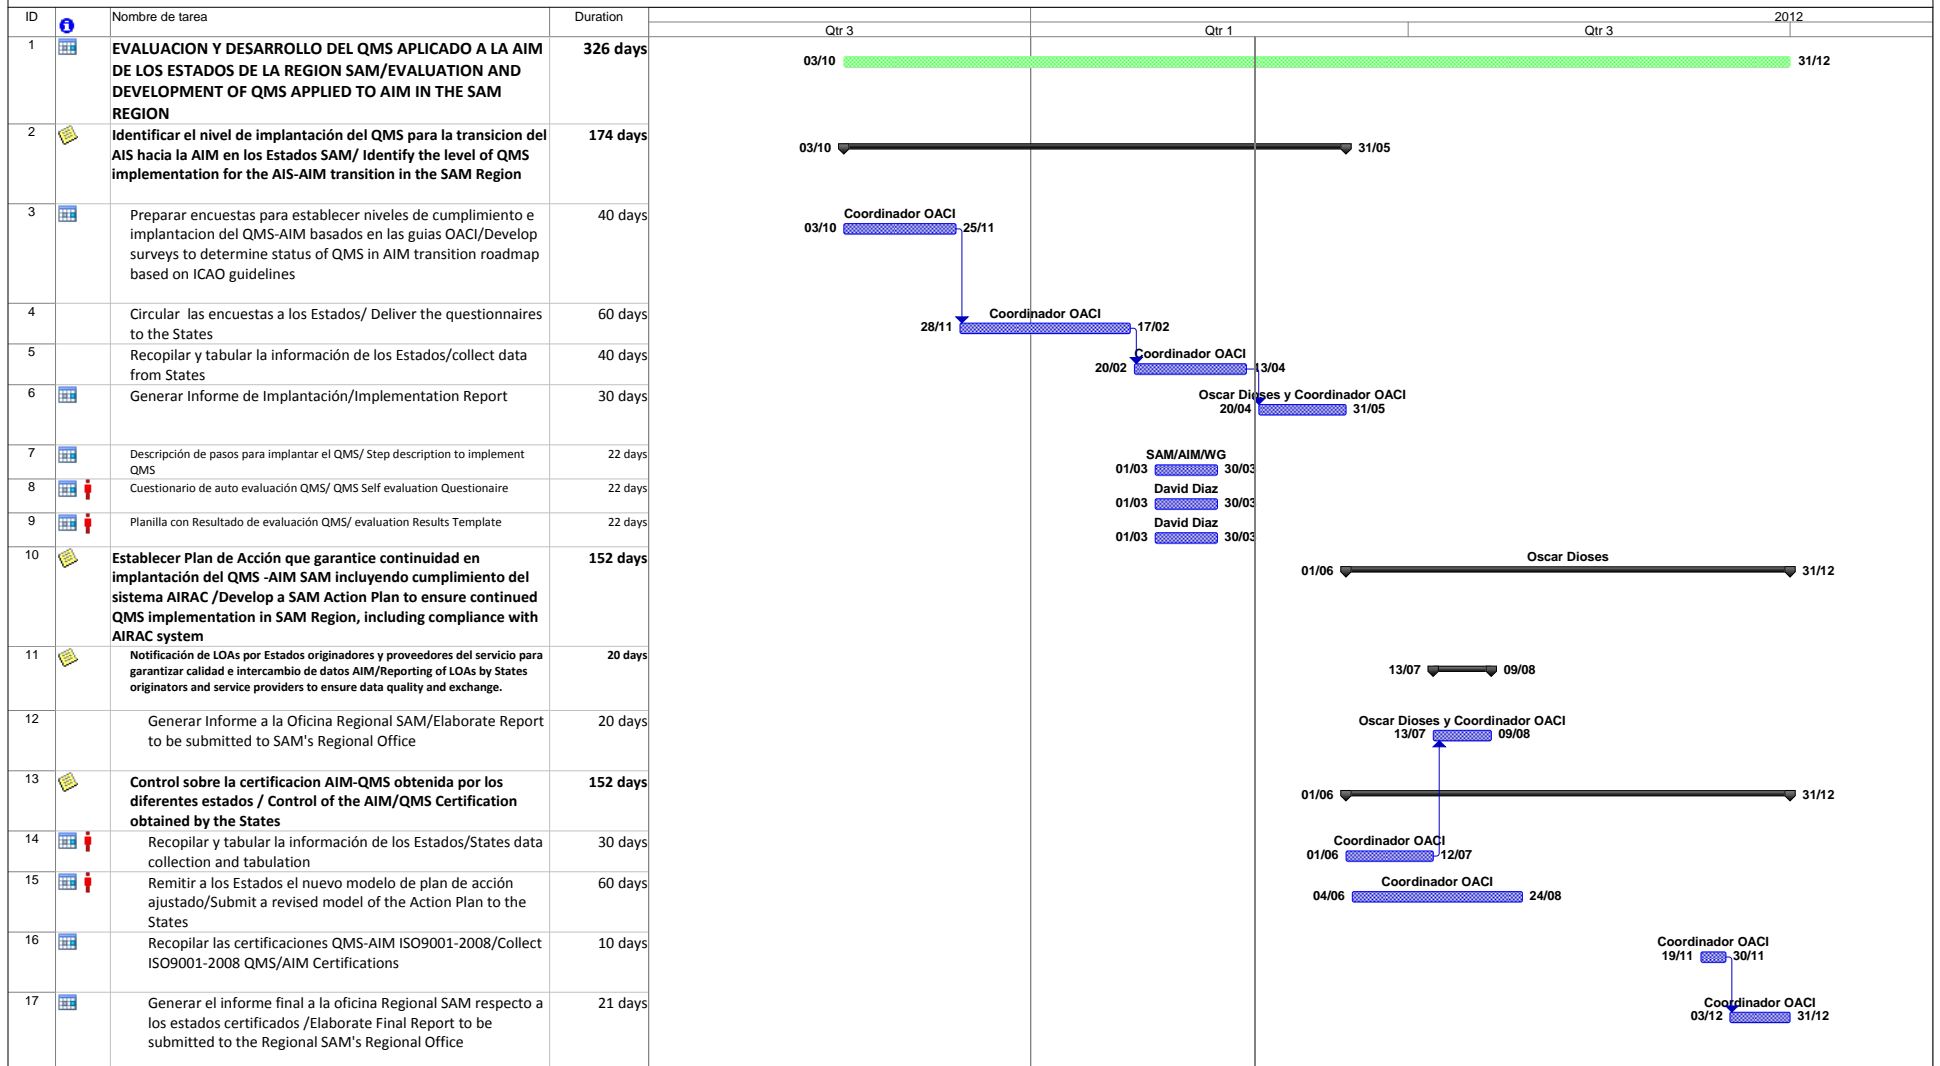 ID
Nombre de tarea
Duration
2012
Qtr 3
Qtr 1
Qtr 3
1
EVALUACION Y DESARROLLO DEL QMS APLICADO A LA AIM
DE LOS ESTADOS DE LA REGION SAM/EVALUATION AND
DEVELOPMENT OF QMS APPLIED TO AIM IN THE SAM
REGION
326 days
03/10
31/12
2
Identificar el nivel de implantación del QMS para la transicion del
AIS hacia la AIM en los Estados SAM/ Identify the level of QMS
implementation for the AIS-AIM transition in the SAM Region
174 days
03/10
31/05
3
Preparar encuestas para establecer niveles de cumplimiento e
implantacion del QMS-AIM basados en las guias OACI/Develop
surveys to determine status of QMS in AIM transition roadmap
based on ICAO guidelines
40 days
Coordinador OACI
03/10
25/11
4
Circular las encuestas a los Estados/ Deliver the questionnaires
to the States
60 days
Coordinador OACI
28/11
17/02
5
Recopilar y tabular la información de los Estados/collect data
from States
40 days
Coordinador OACI
20/02
13/04
6
Generar Informe de Implantación/Implementation Report
30 days
Oscar Dioses y Coordinador OACI
20/04
31/05
7
Descripción de pasos para implantar el QMS/ Step description to implement
QMS
22 days
SAM/AIM/WG
01/03
30/03
8
Cuestionario de auto evaluación QMS/ QMS Self evaluation Questionaire
22 days
David Diaz
01/03
30/03
9
Planilla con Resultado de evaluación QMS/ evaluation Results Template
22 days
David Diaz
01/03
30/03
10
Establecer Plan de Acción que garantice continuidad en
implantación del QMS -AIM SAM incluyendo cumplimiento del
sistema AIRAC /Develop a SAM Action Plan to ensure continued
QMS implementation in SAM Region, including compliance with
AIRAC system
152 days
Oscar Dioses
01/06
31/12
11
Notificación de LOAs por Estados originadores y proveedores del servicio para
garantizar calidad e intercambio de datos AIM/Reporting of LOAs by States
originators and service providers to ensure data quality and exchange.
20 days
13/07
09/08
12
Generar Informe a la Oficina Regional SAM/Elaborate Report
to be submitted to SAM's Regional Office
20 days
Oscar Dioses y Coordinador OACI
13/07
09/08
13
Control sobre la certificacion AIM-QMS obtenida por los
diferentes estados / Control of the AIM/QMS Certification
obtained by the States
152 days
01/06
31/12
14
Recopilar y tabular la información de los Estados/States data
collection and tabulation
30 days
Coordinador OACI
01/06
12/07
15
Remitir a los Estados el nuevo modelo de plan de acción
ajustado/Submit a revised model of the Action Plan to the
States
60 days
Coordinador OACI
04/06
24/08
16
Recopilar las certificaciones QMS-AIM ISO9001-2008/Collect
ISO9001-2008 QMS/AIM Certifications
10 days
Coordinador OACI
19/11
30/11
17
Generar el informe final a la oficina Regional SAM respecto a
los estados certificados /Elaborate Final Report to be
submitted to the Regional SAM's Regional Office
21 days
Coordinador OACI
03/12
31/12